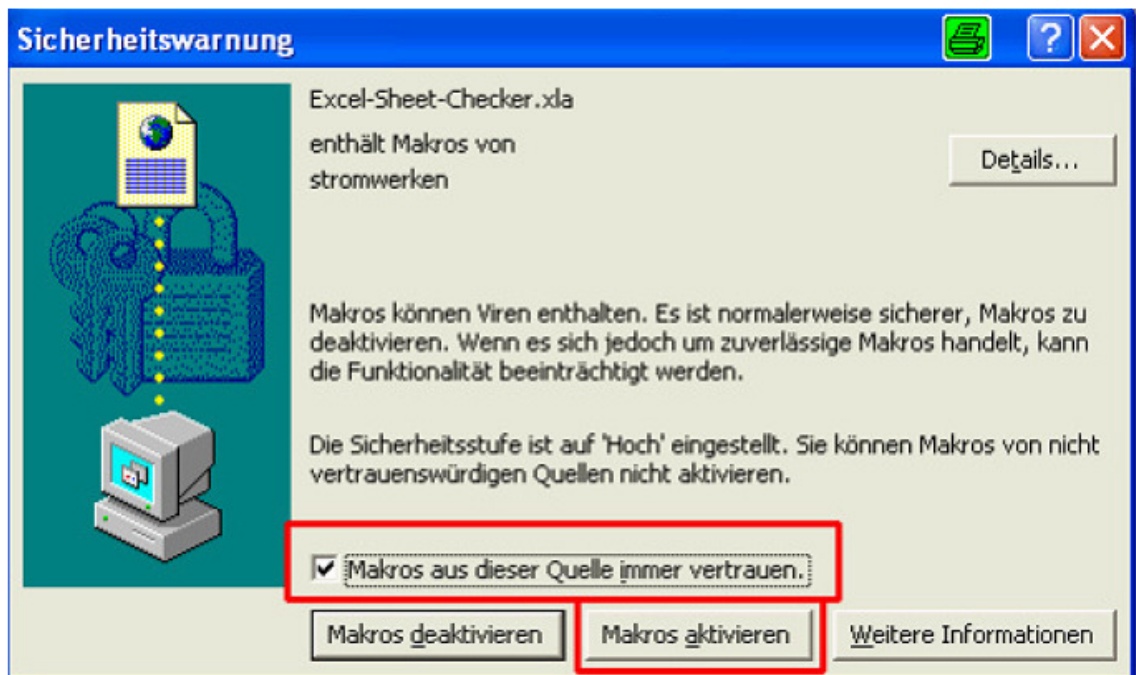 Sicherheitswarnung
?
Excel-Sheet-Checker.xla
enthält Makros von
stromwerken
Details...
Makros können Viren enthalten. Es ist normalerweise sicherer, Makros zu
deaktivieren. Wenn es sich jedoch um zuverlässige Makros handelt, kann
die Funktionalität beeinträchtigt werden.
Die Sicherheitsstufe ist auf 'Hoch' eingestellt. Sie können Makros von nicht
vertrauenswürdigen Quellen nicht aktivieren.
Makros aus dieser Quelle immer vertrauen.
Makros deaktivieren
Makros aktivieren
Weitere Informationen